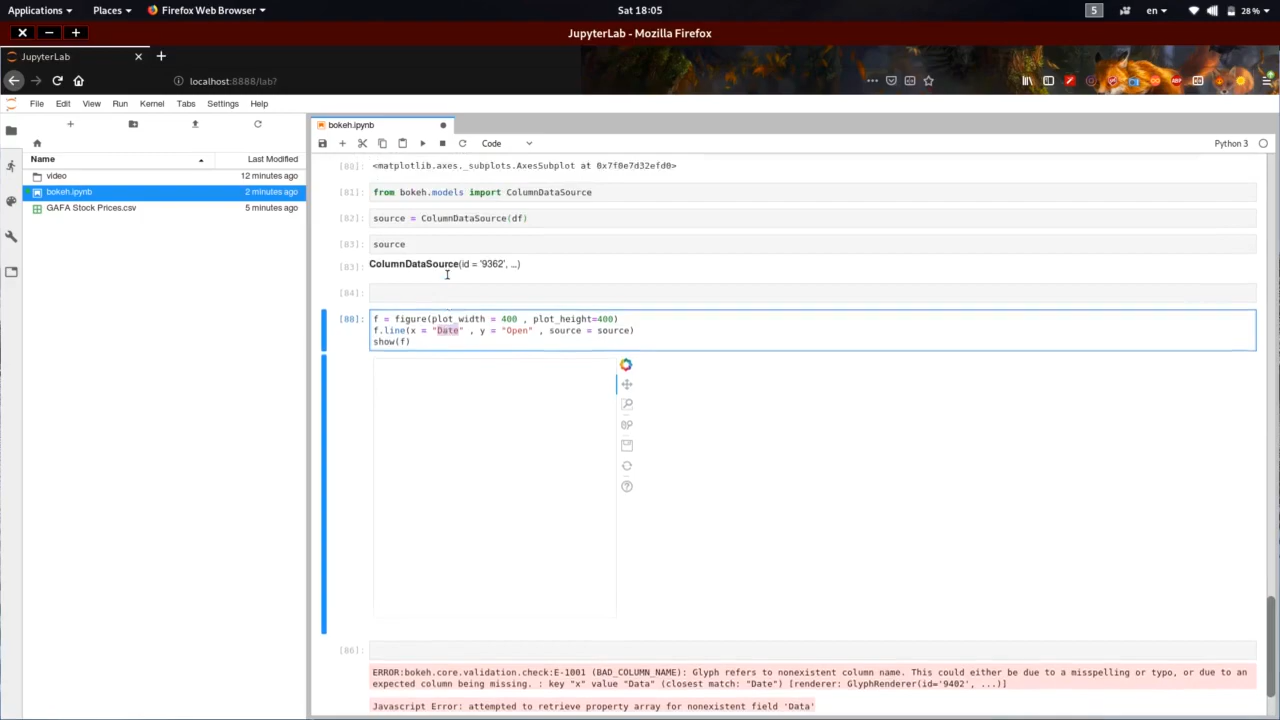 Applications Places Firefox Web Browser Sat 18:05 5 en 28 %
JupyterLab - Mozilla Firefox
JupyterLab
localhost:8888/lab?
File Edit View Run Kernel Tabs Settings Help
bokeh.ipynb
Code Python 3
Name Last Modified
video 12 minutes ago
bokeh.ipynb 2 minutes ago
GAFA Stock Prices.csv 5 minutes ago
[80]: <matplotlib.axes._subplots.AxesSubplot at 0x7f0e7d32efd0>
[81]: from bokeh.models import ColumnDataSource
[82]: source = ColumnDataSource(df)
[83]: source
[83]: ColumnDataSource(id = '9362', …)
[84]:
[88]: f = figure(plot_width = 400 , plot_height=400)
f.line(x = "Date" , y = "Open" , source = source)
show(f)
[86]:
ERROR:bokeh.core.validation.check:E-1001 (BAD_COLUMN_NAME): Glyph refers to nonexistent column name. This could either be due to a misspelling or typo, or due to an
expected column being missing. : key "x" value "Data" (closest match: "Date") [renderer: GlyphRenderer(id='9402', ...)]
Javascript Error: attempted to retrieve property array for nonexistent field 'Data'